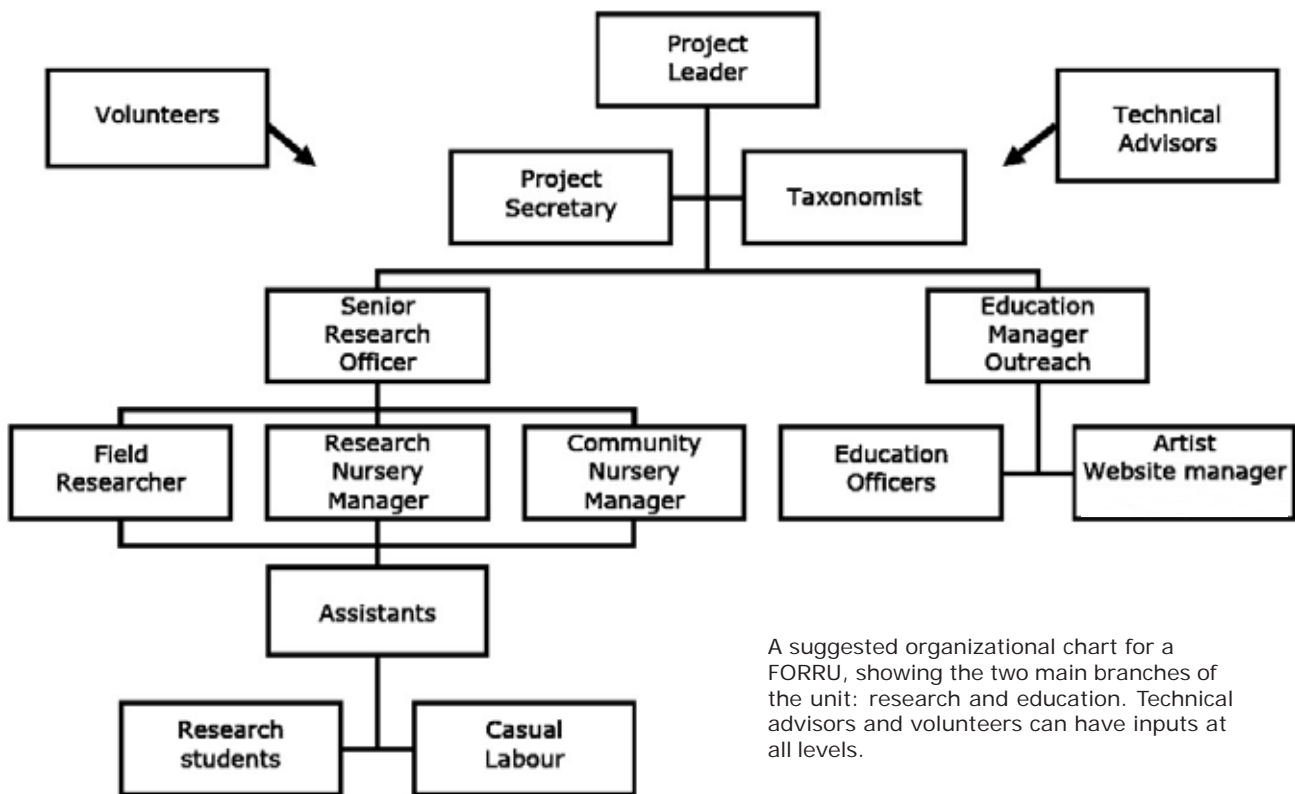 Project
Leader
Volunteers
Technical
Advisors
Project
Secretary
Taxonomist
Senior
Research
Officer
Education
Manager
Outreach
Field
Researcher
Research
Nursery
Manager
Community
Nursery
Manager
Education
Officers
Artist
Website manager
Assistants
Research
students
Casual
Labour
A suggested organizational chart for a
FORRU, showing the two main branches of
the unit: research and education. Technical
advisors and volunteers can have inputs at
all levels.